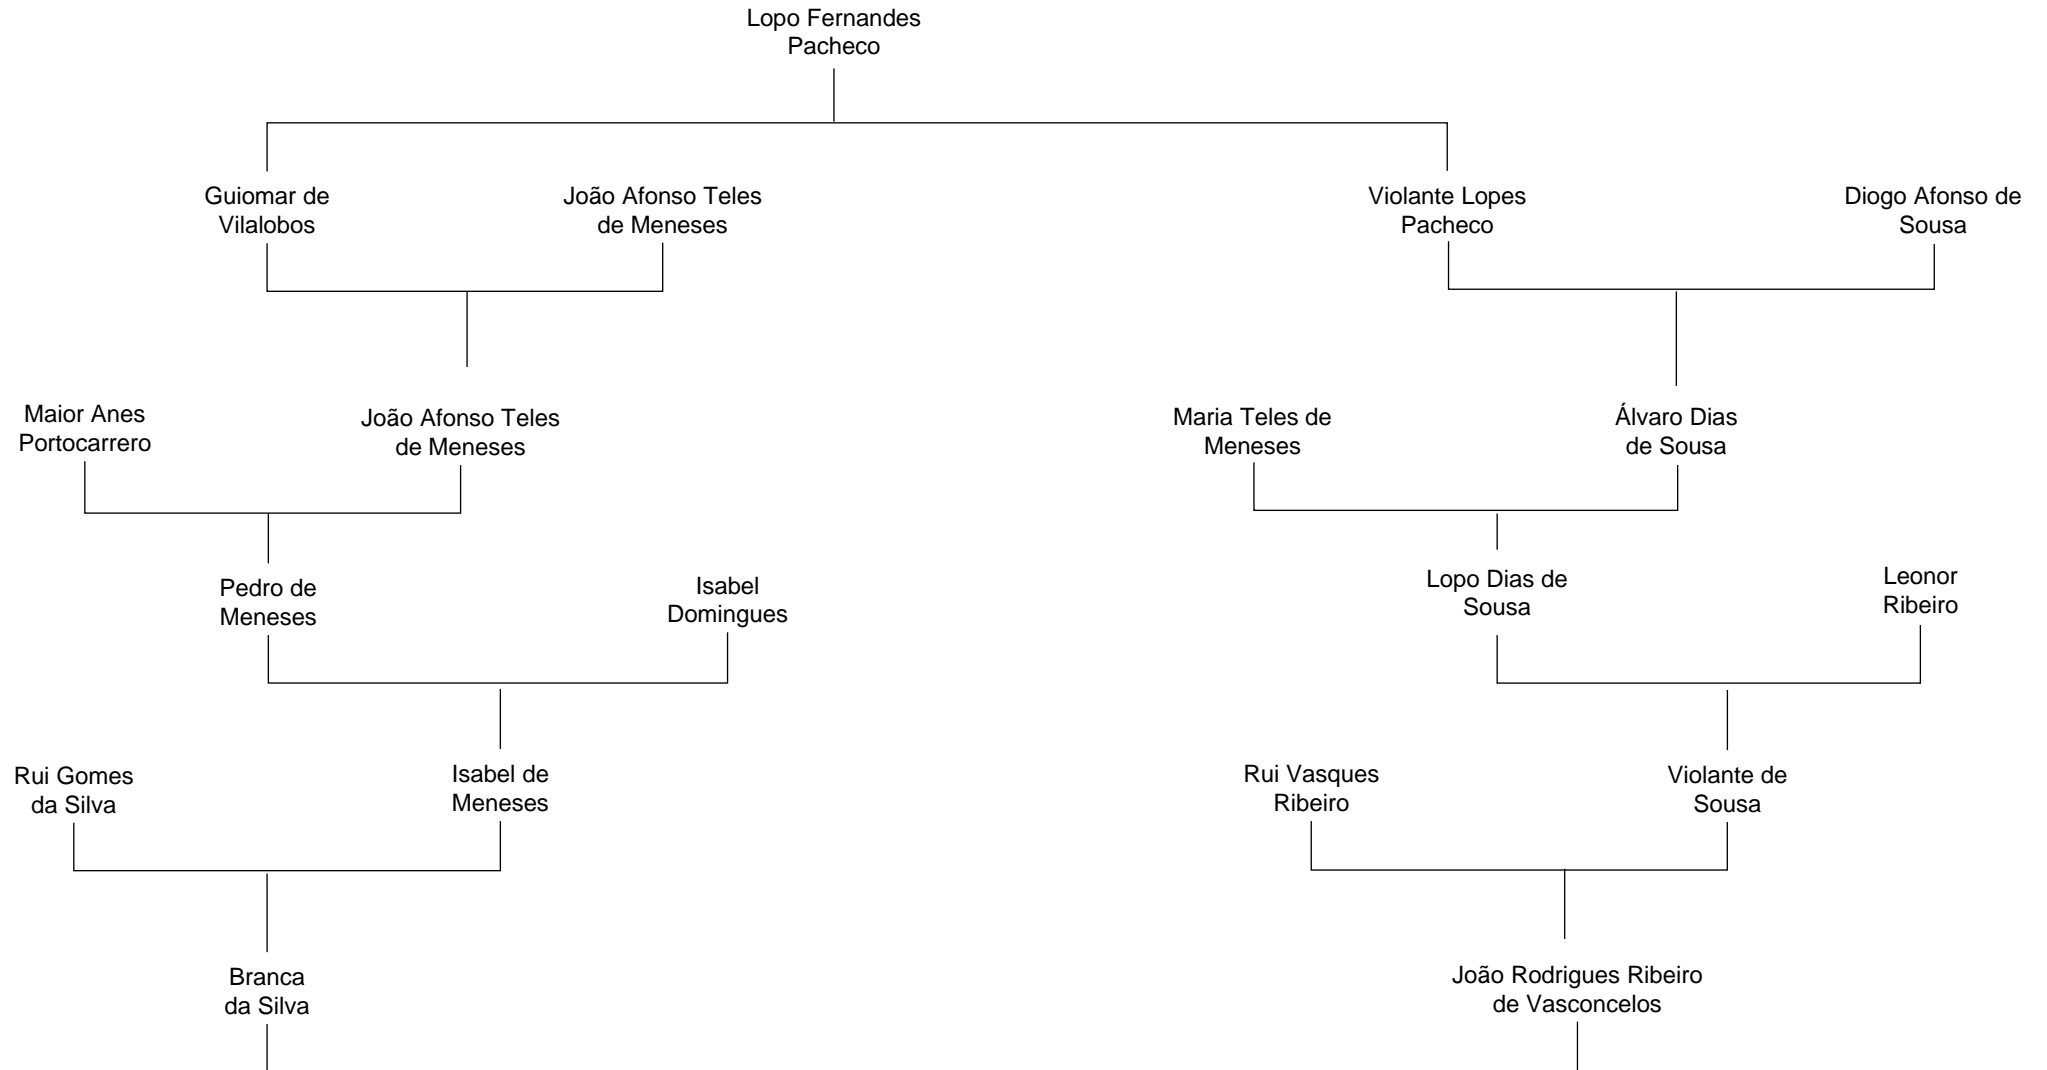 Lopo Fernandes
Pacheco
Guiomar de
Vilalobos
João Afonso Teles
de Meneses
Violante Lopes
Pacheco
Diogo Afonso de
Sousa
Maior Anes
Portocarrero
João Afonso Teles
de Meneses
Maria Teles de
Meneses
Álvaro Dias
de Sousa
Pedro de
Meneses
Isabel
Domingues
Lopo Dias de
Sousa
Leonor
Ribeiro
Rui Gomes
da Silva
Isabel de
Meneses
Rui Vasques
Ribeiro
Violante de
Sousa
Branca
da Silva
João Rodrigues Ribeiro
de Vasconcelos